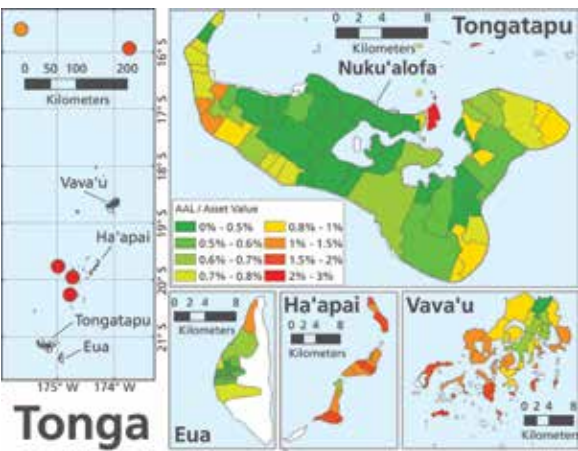 0 50 100 200
Kilometers
16° S
17° S
18° S
19° S
20° S
21° S
Vava'u
Ha'apai
Tongatapu
Eua
175° W 174° W
Tonga
0 2 4 8
Kilometers
Tongatapu
Nuku'alofa
AAL / Asset Value
0% - 0.5%
0.5% - 0.6%
0.6% - 0.7%
0.7% - 0.8%
0.8% - 1%
1% - 1.5%
1.5% - 2%
2% - 3%
0 2 4 8
Kilometers
Eua
Ha'apai
0 2 4 8
Kilometers
Vava'u
0 2 4 8
Kilometers